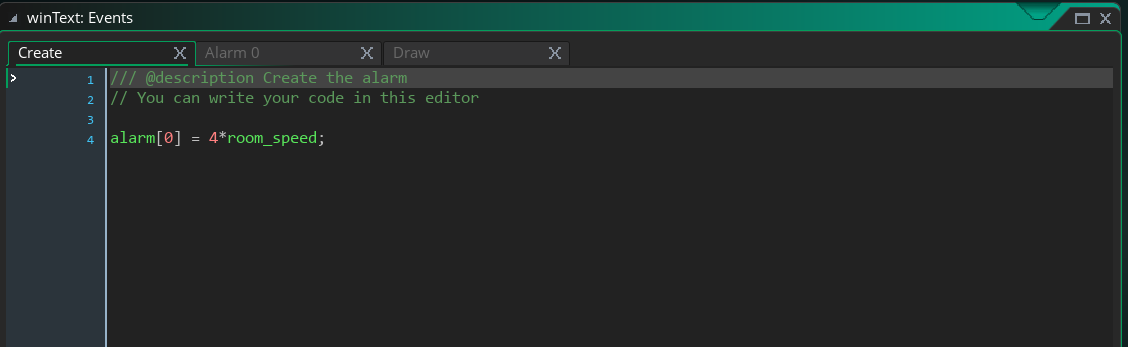 winText: Events
Create Alarm 0 Draw
1 /// @description Create the alarm
2 // You can write your code in this editor
3
4 alarm[0] = 4*room_speed;